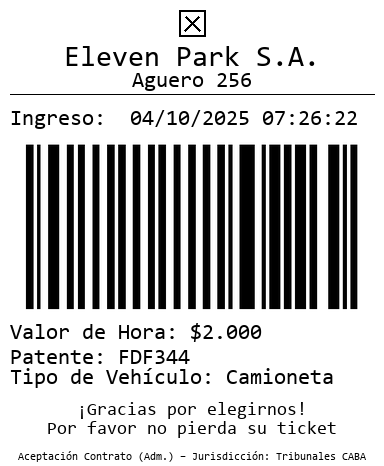 Eleven Park S.A.
Aguero 256
Ingreso: 04/10/2025 07:26:22
Valor de Hora: $2.000
Patente: FDF344
Tipo de Vehículo: Camioneta
¡Gracias por elegirnos!
Por favor no pierda su ticket
Aceptación Contrato (Adm.) – Jurisdicción: Tribunales CABA